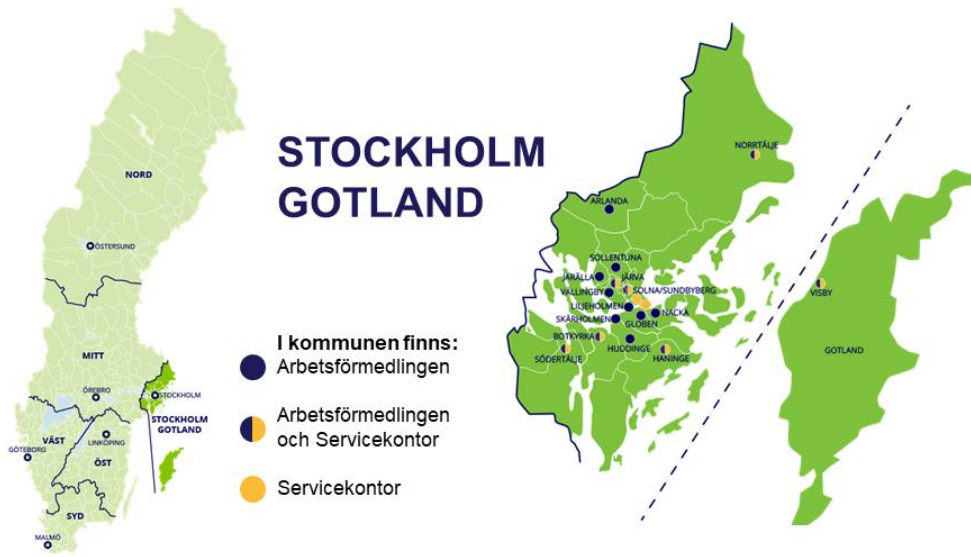 STOCKHOLM
GOTLAND
NORD
ÖSTERSUND
MITT
ÖREBRO
STOCKHOLM
STOCKHOLM
GOTLAND
VÄST
LINKÖPING
GÖTEBORG
ÖST
SYD
MALMÖ
I kommunen finns:
Arbetsförmedlingen
Arbetsförmedlingen
och Servicekontor
Servicekontor
NORRTÄLJE
ARLANDA
SOLLENTUNA
JARÄLLA
JÄRVA
VÄLLINGBY
SOLNA/SUNDBYBERG
LILJEHOLMEN
NACKA
SKÄRHOLMEN
GLOBEN
BOTKYRKA
HUDDINGE
SÖDERTÄLJE
HANINGE
VISBY
GOTLAND